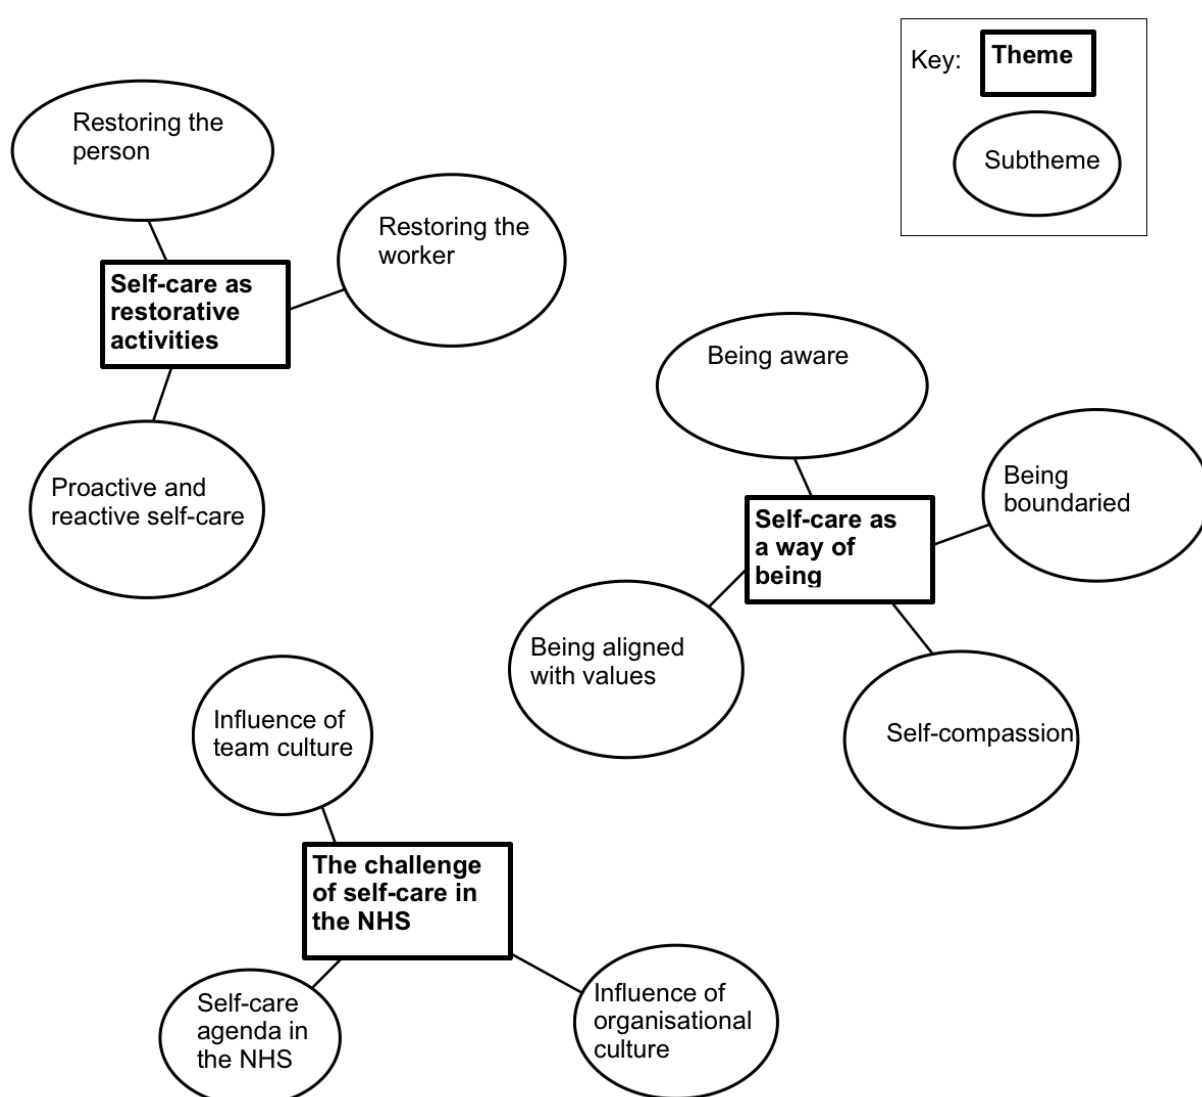 Key:
Theme
Subtheme
Restoring the
person
Restoring the
worker
Self-care as
restorative
activities
Proactive and
reactive self-care
Being aware
Being
boundaried
Self-care as
a way of
being
Being aligned
with values
Self-compassion
Influence of
team culture
The challenge
of self-care in
the NHS
Self-care
agenda in
the NHS
Influence of
organisational
culture